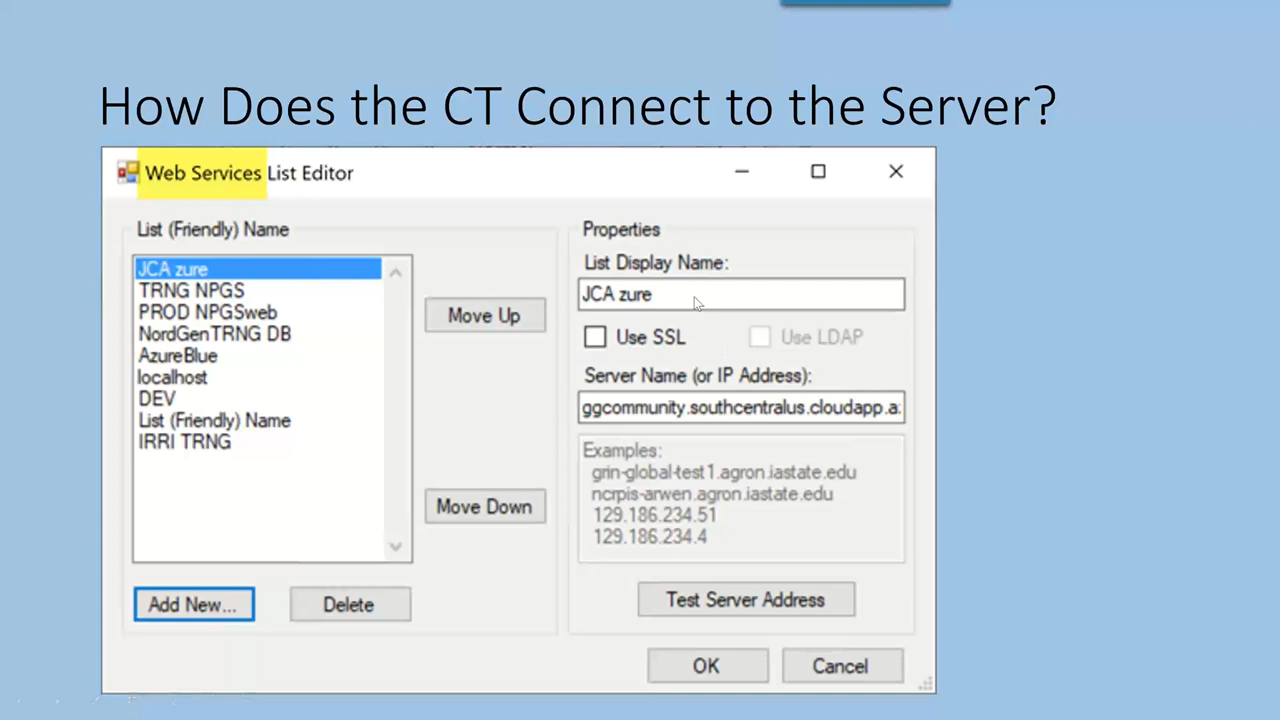 How Does the CT Connect to the Server?
Web Services List Editor
List (Friendly) Name
JCA zure
TRNG NPGS
PROD NPGSweb
NordGenTRNG DB
AzureBlue
localhost
DEV
List (Friendly) Name
IRRI TRNG
Move Up
Move Down
Add New...
Delete
Properties
List Display Name:
JCA zure
Use SSL
Use LDAP
Server Name (or IP Address):
ggcommunity.southcentralus.cloudapp.a:
Examples:
grin-global-test1.agron.iastate.edu
ncrpis-arwen.agron.iastate.edu
129.186.234.51
129.186.234.4
Test Server Address
OK
Cancel